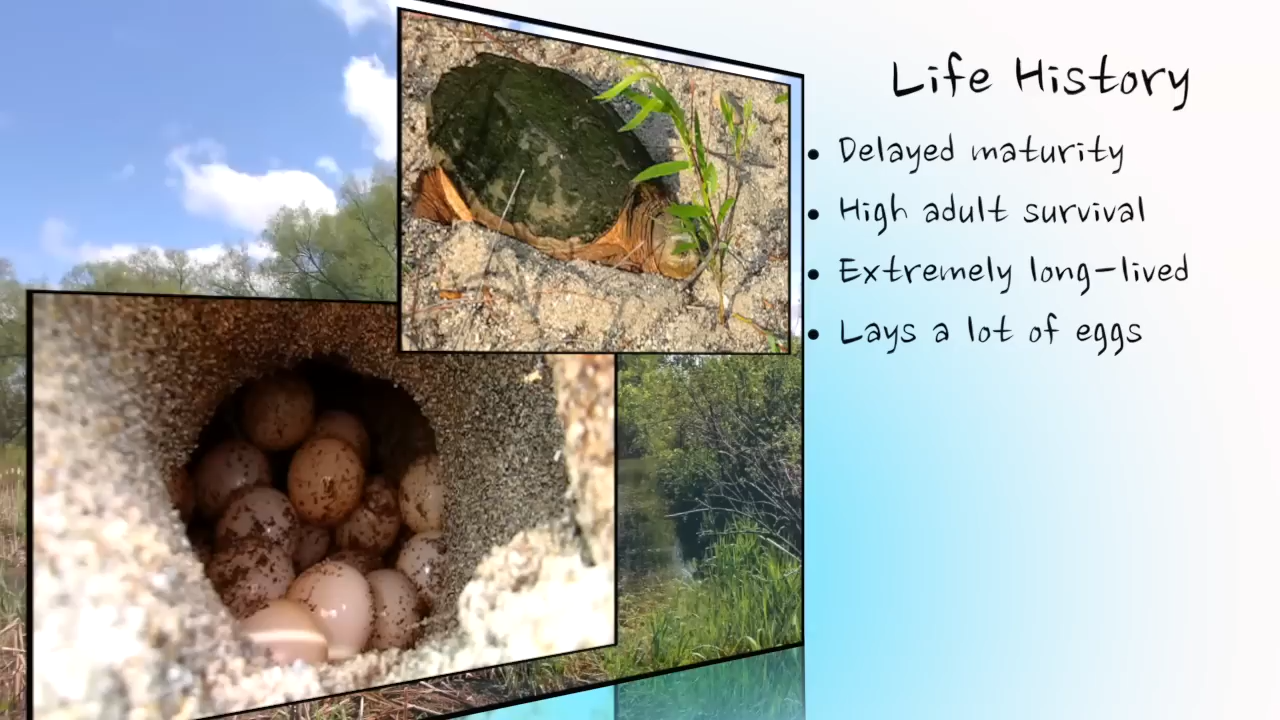 Life History
• Delayed maturity
• High adult survival
• Extremely long-lived
• Lays a lot of eggs